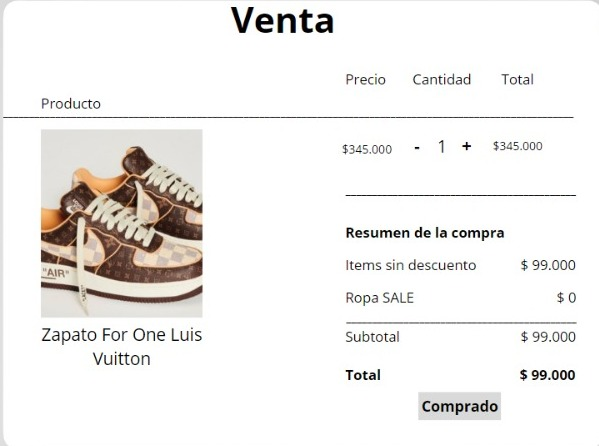 Venta
Precio Cantidad Total
Producto
$345.000 - 1 + $345.000
"AIR"
Zapato For One Luis
Vuitton
Resumen de la compra
Items sin descuento $ 99.000
Ropa SALE $ 0
Subtotal $ 99.000
Total $ 99.000
Comprado